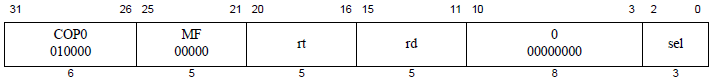 31 26 25 21 20 16 15 11 10 3 2 0
COP0 MF rt rd 0 sel
010000 00000 00000000
6 5 5 5 8 3